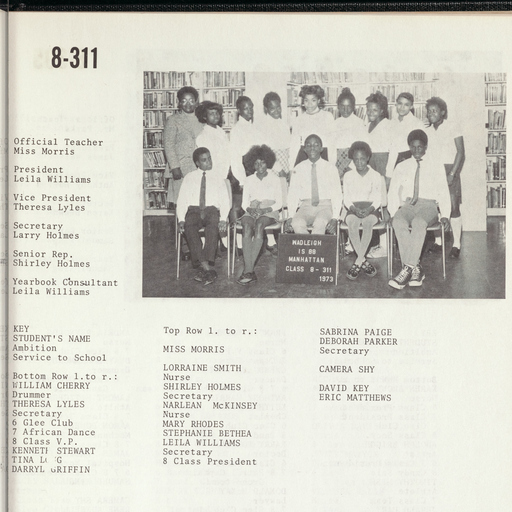 8-311
Official Teacher
Miss Morris
President
Leila Williams
Vice President
Theresa Lyles
Secretary
Larry Holmes
Senior Rep.
Shirley Holmes
Yearbook Consultant
Leila Williams
WADLEIGH
IS 88
MANHATTAN
CLASS 8-311
1973
KEY
STUDENT'S NAME
Ambition
Service to School
Bottom Row l.to r.:
WILLIAM CHERRY
Drummer
THERESA LYLES
Secretary
6 Glee Club
7 African Dance
8 Class V.P.
KENNETH STEWART
TINA
DARRYL GRIFFIN
Top Row l. to r.:
MISS MORRIS
LORRAINE SMITH
Nurse
SHIRLEY HOLMES
Secretary
NARLEAN McKINSEY
Nurse
MARY RHODES
STEPHANIE BETHEA
LEILA WILLIAMS
Secretary
8 Class President
SABRINA PAIGE
DEBORAH PARKER
Secretary
CAMERA SHY
DAVID KEY
ERIC MATTHEWS